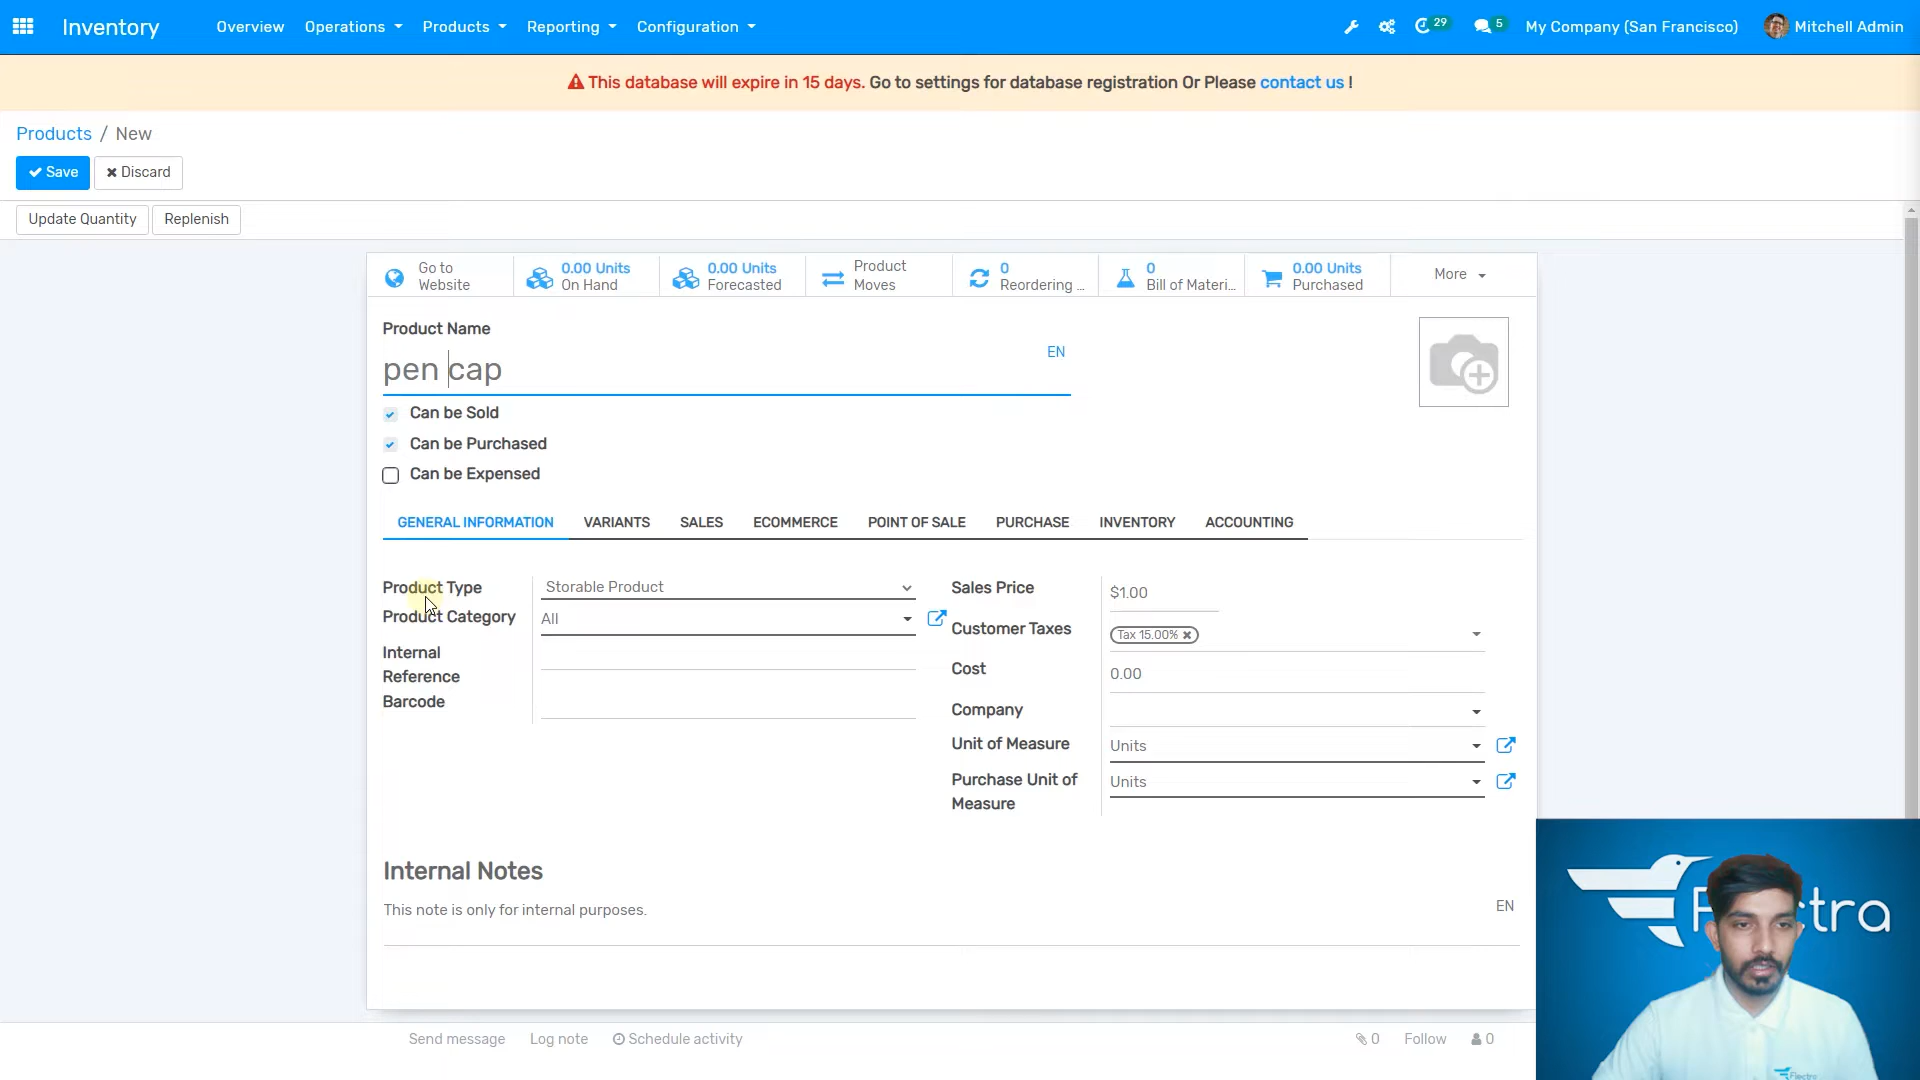 Inventory
Overview
Operations
Products
Reporting
Configuration
29
5
My Company (San Francisco)
Mitchell Admin
This database will expire in 15 days. Go to settings for database registration Or Please contact us !
Products / New
Save
Discard
Update Quantity
Replenish
Go to
Website
0.00 Units
On Hand
0.00 Units
Forecasted
Product
Moves
0
Reordering ...
0
Bill of Materi...
0.00 Units
Purchased
More
Product Name
EN
pen cap
Can be Sold
Can be Purchased
Can be Expensed
GENERAL INFORMATION
VARIANTS
SALES
ECOMMERCE
POINT OF SALE
PURCHASE
INVENTORY
ACCOUNTING
Product Type
Storable Product
Product Category
All
Internal
Reference
Barcode
Sales Price
$1.00
Customer Taxes
Tax 15.00%
Cost
0.00
Company
Unit of Measure
Units
Purchase Unit of
Measure
Units
Internal Notes
This note is only for internal purposes.
EN
Send message
Log note
Schedule activity
0
Follow
0
Flectra
Flectra